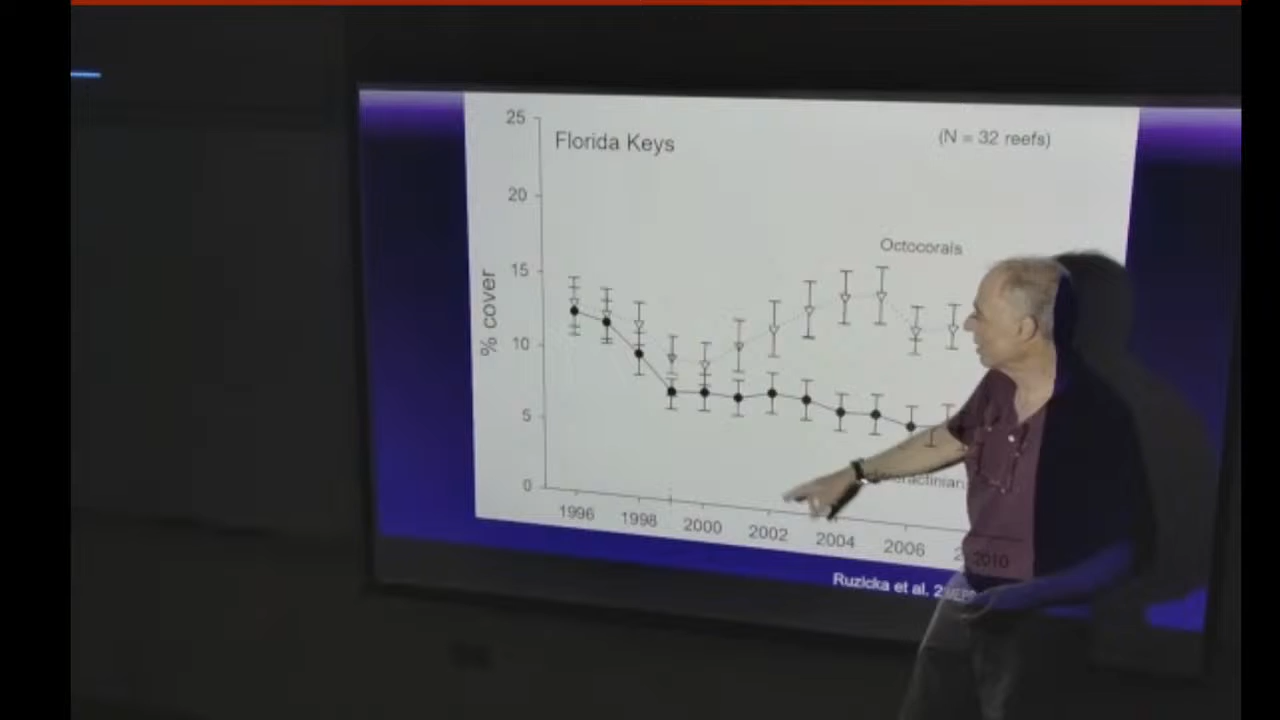 25
Florida Keys
(N = 32 reefs)
20
Octocorals
15
% cover
10
5
0
1996 1998 2000 2002 2004 2006 2010
Ruzicka et al.